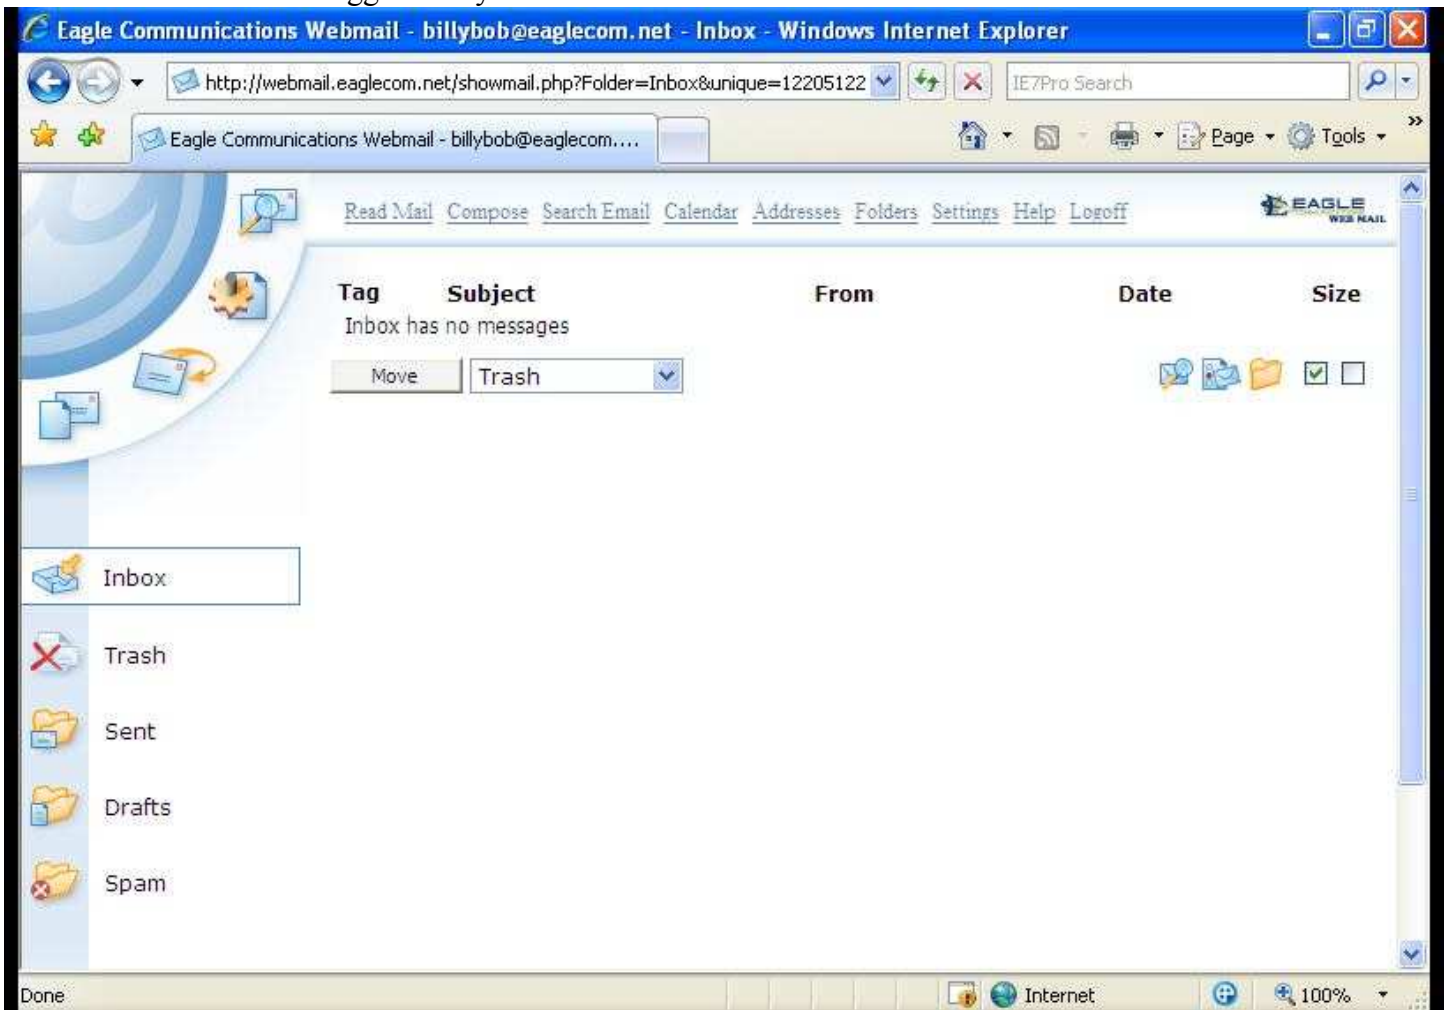 Eagle Communications Webmail - billybob@eaglecom.net - Inbox - Windows Internet Explorer
http://webmail.eaglecom.net/showmail.php?Folder=Inbox&unique=12205122
IE7Pro Search
Eagle Communications Webmail - billybob@eaglecom....
Page
Tools
»
Read Mail Compose Search Email Calendar Addresses Folders Settings Help Logoff
EAGLE
WEB MAIL
Tag Subject From Date Size
Inbox has no messages
Move Trash
Inbox
Trash
Sent
Drafts
Spam
Done Internet 100%